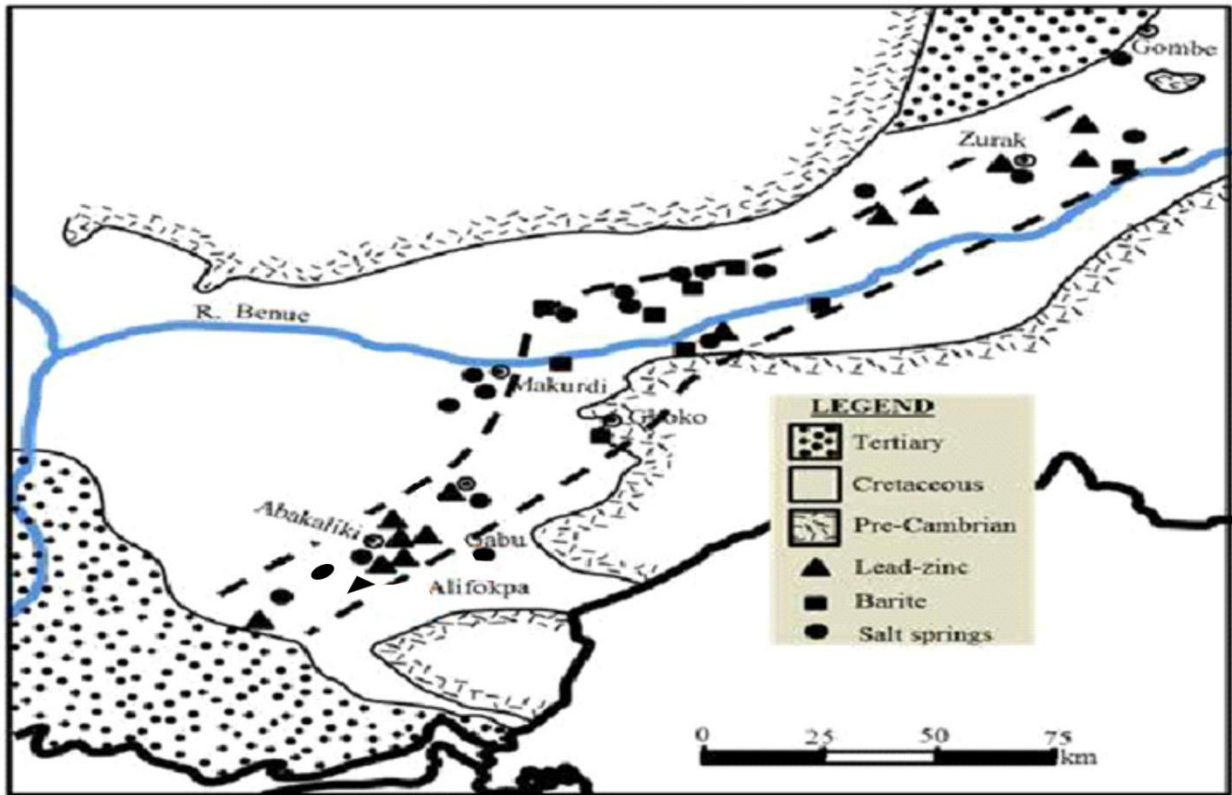 Gombe
Zurak
R. Benue
Makurdi
Gboko
LEGEND
Tertiary
Cretaceous
Pre-Cambrian
Lead-zinc
Barite
Salt springs
Abakaliki
Gabu
Alifokpa
0 25 50 75
km